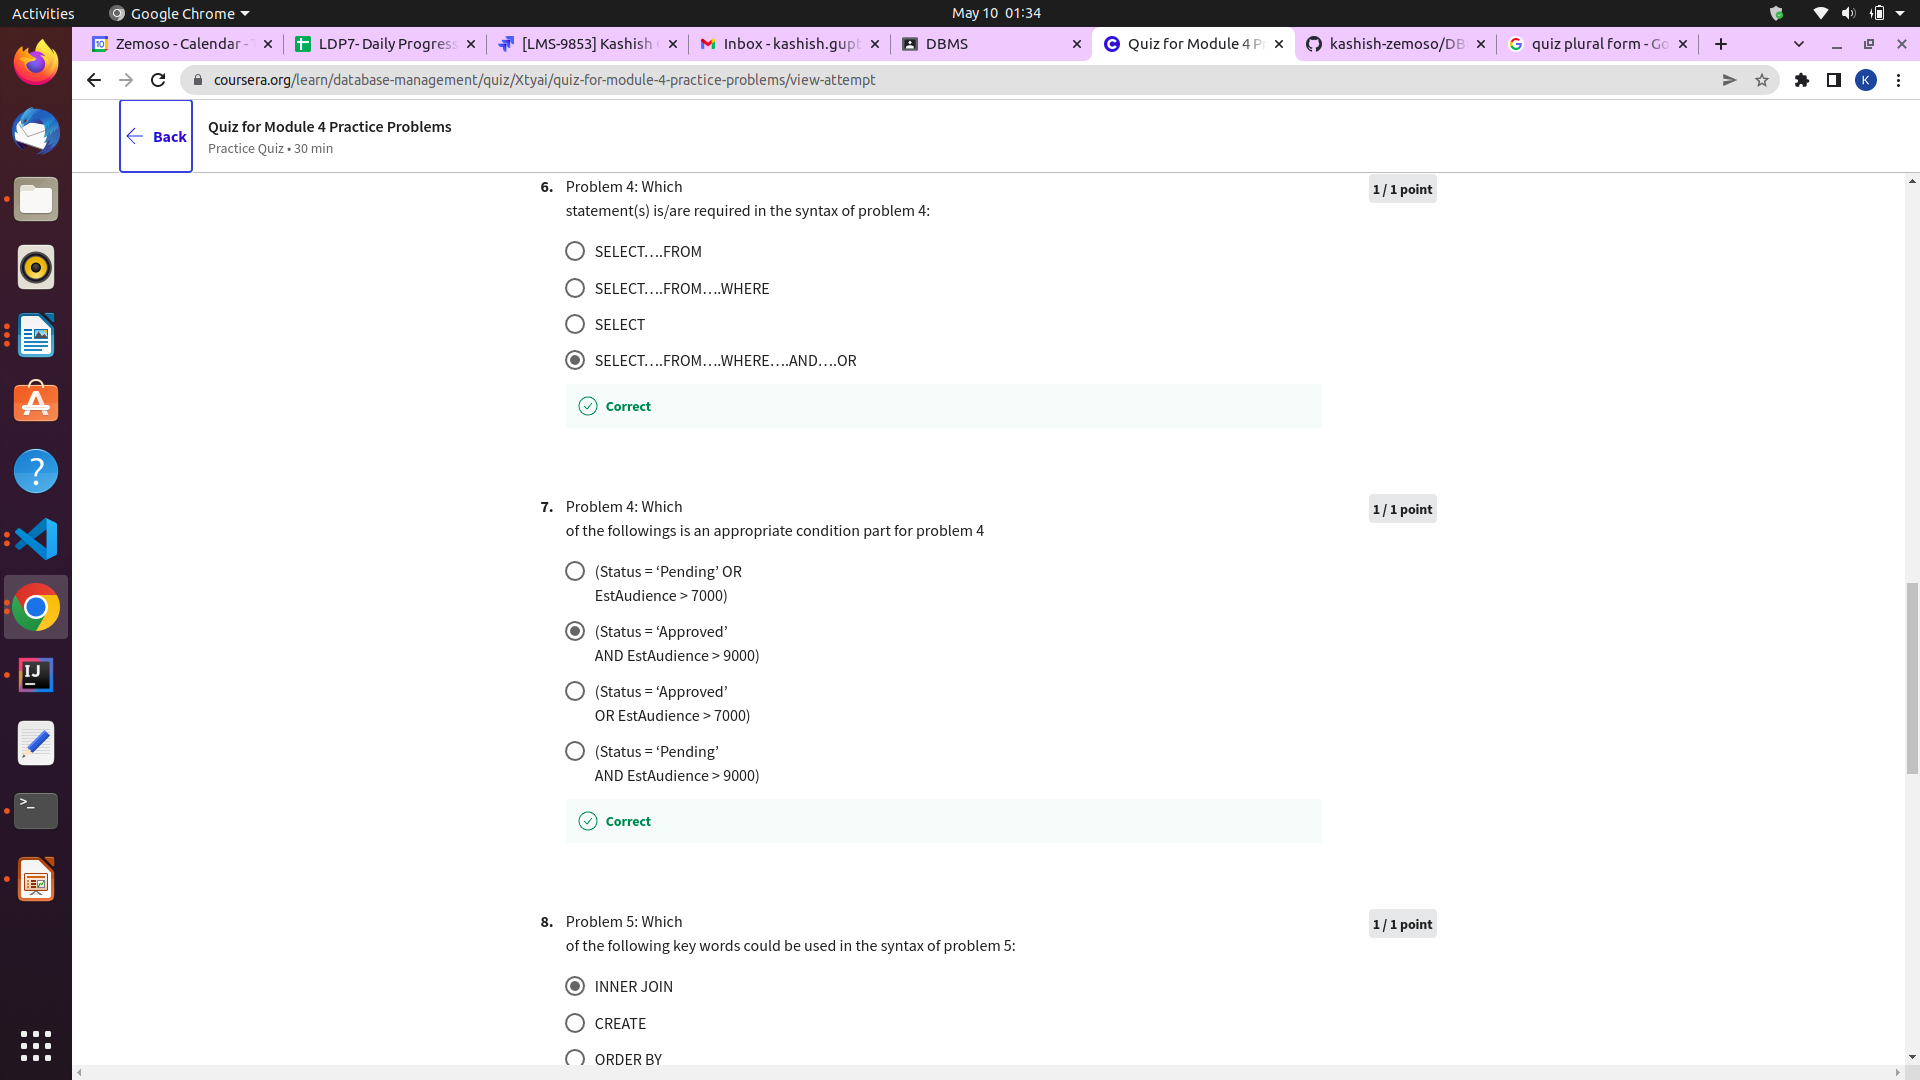 Activities
Google Chrome
May 10 01:34
Zemoso - Calendar -
LDP7- Daily Progress
[LMS-9853] Kashish
Inbox - kashish.gupt
DBMS
Quiz for Module 4 P
kashish-zemoso/DB
quiz plural form - Go
coursera.org/learn/database-management/quiz/Xtyai/quiz-for-module-4-practice-problems/view-attempt
K
Back
Quiz for Module 4 Practice Problems
Practice Quiz • 30 min
6. Problem 4: Which
statement(s) is/are required in the syntax of problem 4:
1 / 1 point
SELECT….FROM
SELECT….FROM….WHERE
SELECT
SELECT….FROM….WHERE….AND….OR
Correct
7. Problem 4: Which
of the followings is an appropriate condition part for problem 4
1 / 1 point
(Status = ‘Pending’ OR
EstAudience > 7000)
(Status = ‘Approved’
AND EstAudience > 9000)
(Status = ‘Approved’
OR EstAudience > 7000)
(Status = ‘Pending’
AND EstAudience > 9000)
Correct
8. Problem 5: Which
of the following key words could be used in the syntax of problem 5:
1 / 1 point
INNER JOIN
CREATE
ORDER BY